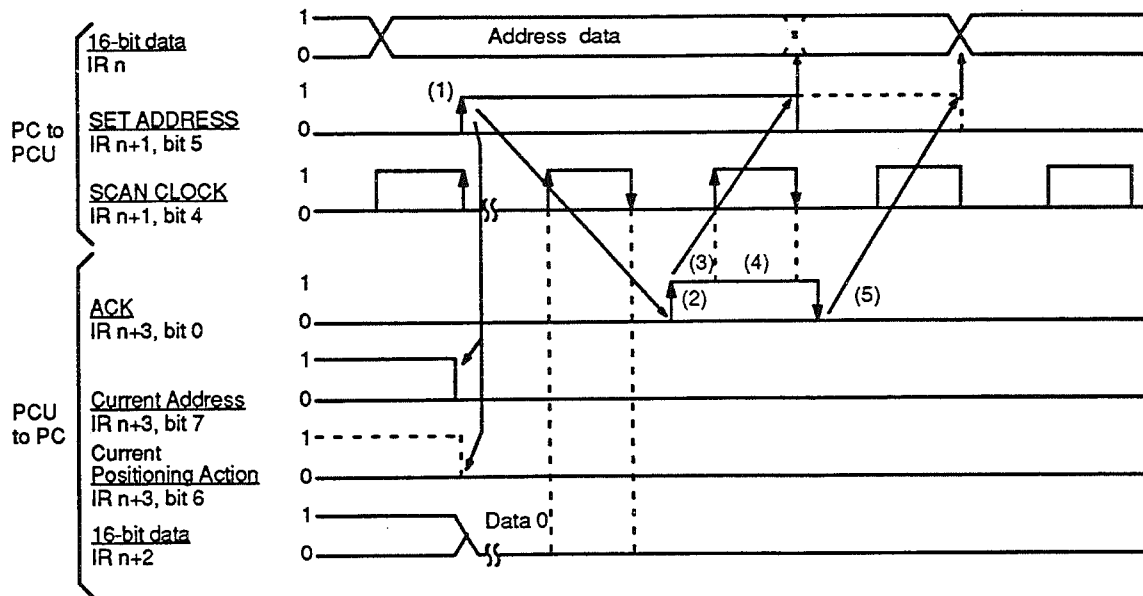 1
16-bit data
IR n
0
Address data
1
(1)
SET ADDRESS
0
IR n+1, bit 5
PC to
PCU
1
SCAN CLOCK
0
IR n+1, bit 4
(3) (4)
1
(2) (5)
ACK
0
IR n+3, bit 0
1
Current Address
0
IR n+3, bit 7
PCU
to PC
1
Current
Positioning Action
0
IR n+3, bit 6
1
Data 0
16-bit data
0
IR n+2